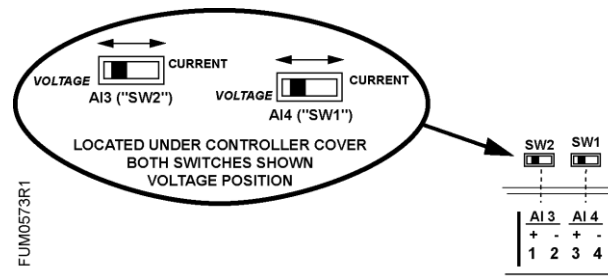 CURRENT
VOLTAGE
AI3 ("SW2")
CURRENT
VOLTAGE
AI4 ("SW1")
LOCATED UNDER CONTROLLER COVER
BOTH SWITCHES SHOWN
VOLTAGE POSITION
FUM0573R1
SW2 SW1
AI 3 AI 4
+ - + -
1 2 3 4